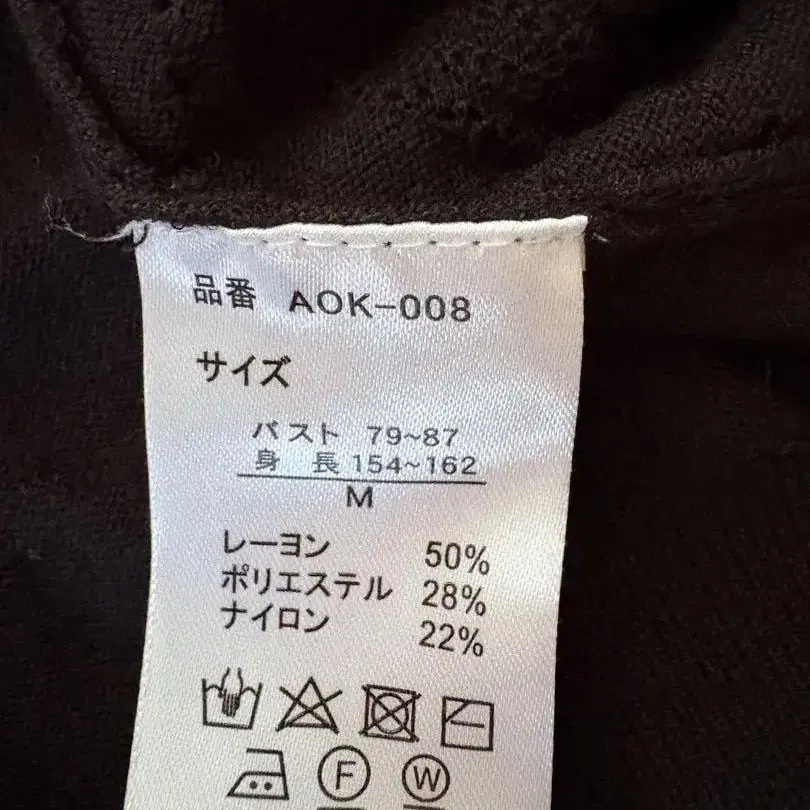 品番 AOK-008
サイズ
バスト 79~87
身 長 154~162
M
レーヨン 50%
ポリエステル 28%
ナイロン 22%
F W